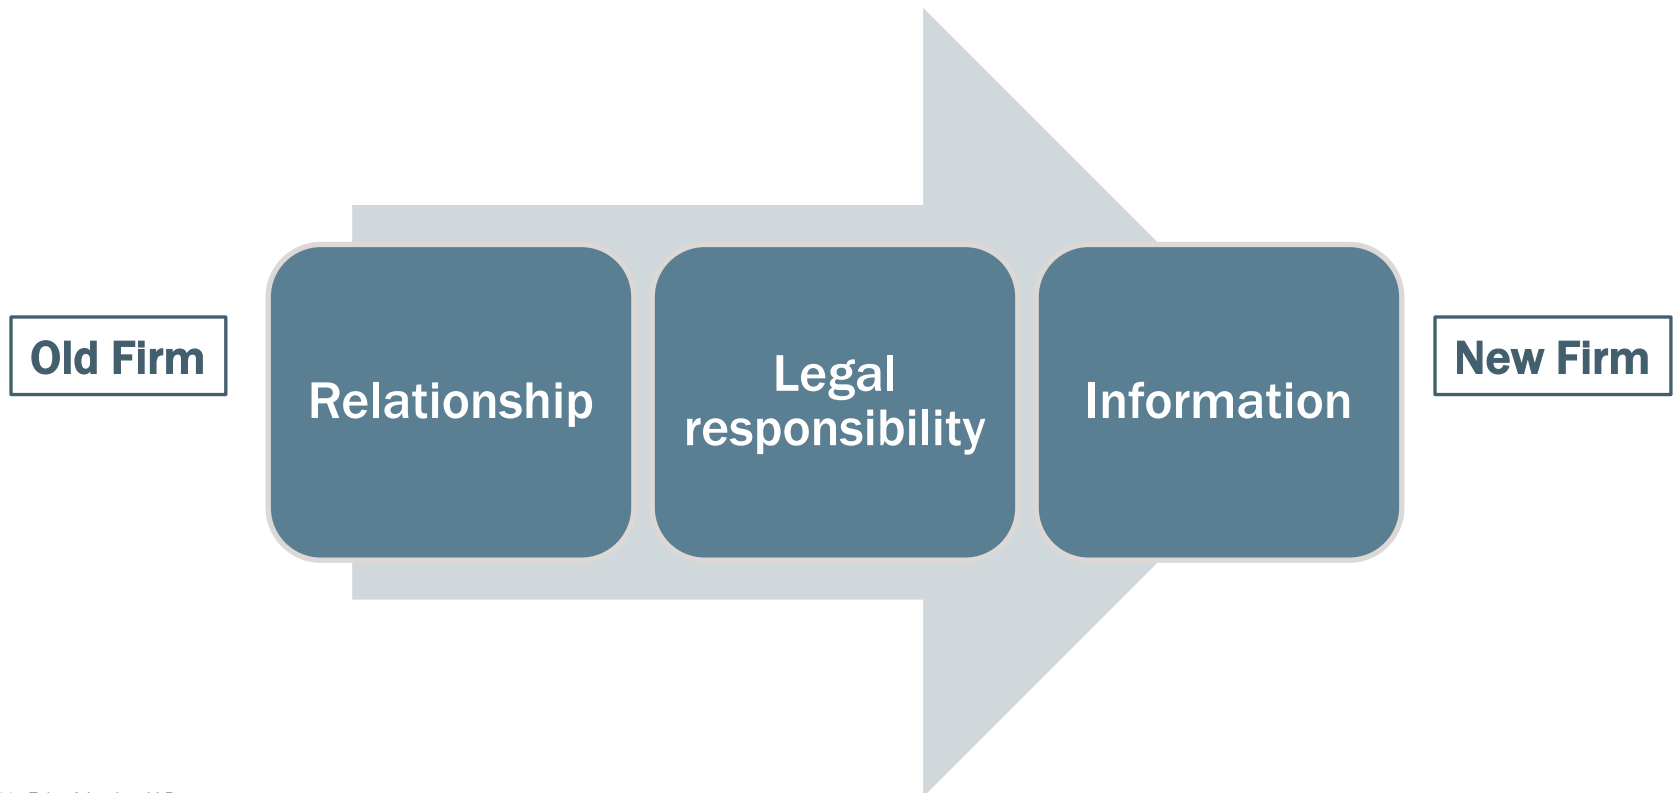 Old Firm
Relationship
Legal
responsibility
Information
New Firm